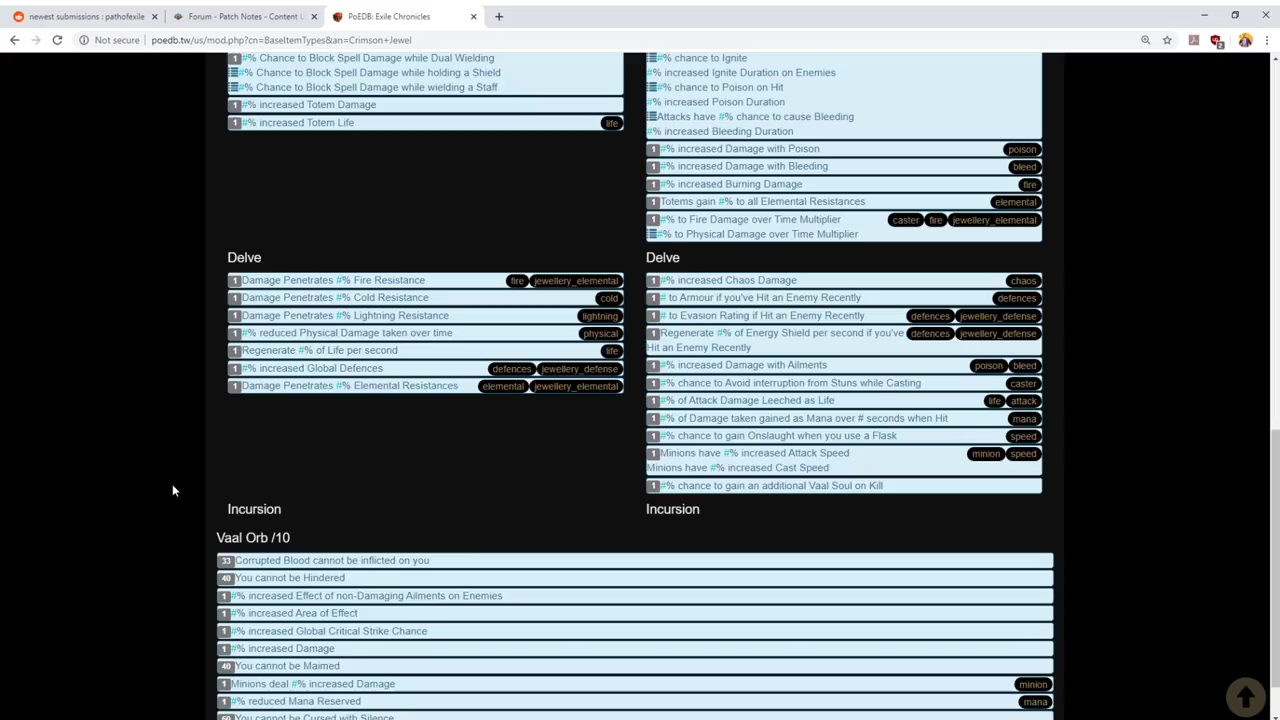 newest submissions : pathofexile
Forum - Patch Notes - Content U
PoEDB: Exile Chronicles
Not secure
poedb.tw/us/mod.php?cn=BaseItemTypes&an=Crimson+Jewel
1 #% Chance to Block Spell Damage while Dual Wielding
#% Chance to Block Spell Damage while holding a Shield
#% Chance to Block Spell Damage while wielding a Staff
1 #% increased Totem Damage
1 #% increased Totem Life life
#% chance to Ignite
#% increased Ignite Duration on Enemies
#% chance to Poison on Hit
#% increased Poison Duration
Attacks have #% chance to cause Bleeding
#% increased Bleeding Duration
1 #% increased Damage with Poison poison
1 #% increased Damage with Bleeding bleed
1 #% increased Burning Damage fire
1 Totems gain #% to all Elemental Resistances elemental
1 #% to Fire Damage over Time Multiplier caster fire jewellery_elemental
#% to Physical Damage over Time Multiplier
Delve
1 Damage Penetrates #% Fire Resistance fire jewellery_elemental
1 Damage Penetrates #% Cold Resistance cold
1 Damage Penetrates #% Lightning Resistance lightning
1 #% reduced Physical Damage taken over time physical
1 Regenerate #% of Life per second life
1 #% increased Global Defences defences jewellery_defense
1 Damage Penetrates #% Elemental Resistances elemental jewellery_elemental
Delve
1 #% increased Chaos Damage chaos
1 # to Armour if you've Hit an Enemy Recently defences
1 # to Evasion Rating if Hit an Enemy Recently defences jewellery_defense
1 Regenerate #% of Energy Shield per second if you've defences jewellery_defense
Hit an Enemy Recently
1 #% increased Damage with Ailments poison bleed
1 #% chance to Avoid interruption from Stuns while Casting caster
1 #% of Attack Damage Leeched as Life life attack
1 #% of Damage taken gained as Mana over # seconds when Hit mana
1 #% chance to gain Onslaught when you use a Flask speed
1 Minions have #% increased Attack Speed minion speed
Minions have #% increased Cast Speed
1 #% chance to gain an additional Vaal Soul on Kill
Incursion
Incursion
Vaal Orb /10
33 Corrupted Blood cannot be inflicted on you
40 You cannot be Hindered
1 #% increased Effect of non-Damaging Ailments on Enemies
1 #% increased Area of Effect
1 #% increased Global Critical Strike Chance
1 #% increased Damage
40 You cannot be Maimed
1 Minions deal #% increased Damage minion
1 #% reduced Mana Reserved mana
60 You cannot be Cursed with Silence